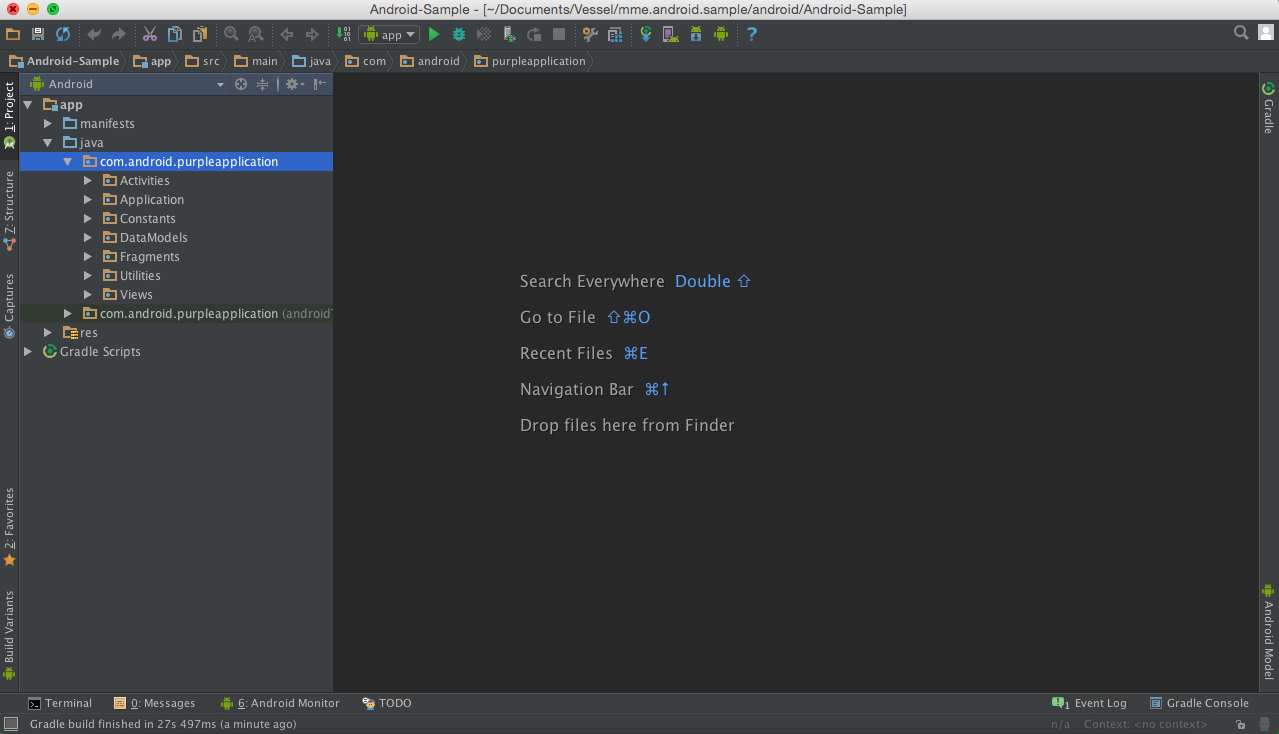 Android-Sample - [~/Documents/Vessel/mme.android.sample/android/Android-Sample]
app
?
Android-Sample app src main java com android purpleapplication
1: Project
Z: Structure
Captures
2: Favorites
Build Variants
Android
app
manifests
java
com.android.purpleapplication
Activities
Application
Constants
DataModels
Fragments
Utilities
Views
com.android.purpleapplication (android
res
Gradle Scripts
Search Everywhere Double ⇧
Go to File ⇧⌘O
Recent Files ⌘E
Navigation Bar ⌘↑
Drop files here from Finder
Gradle
Android Model
Terminal 0: Messages 6: Android Monitor TODO 1 Event Log Gradle Console
Gradle build finished in 27s 497ms (a minute ago) n/a Context: <no context>